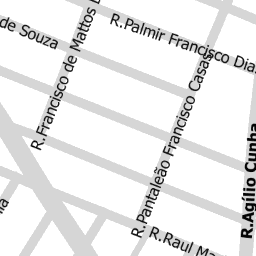 R.Palmir Francisco Dia
de Souza
R.Francisco de Mattos
R.Pantaleão Francisco Casas
R.Agílio Cunha
R.Raul Ma